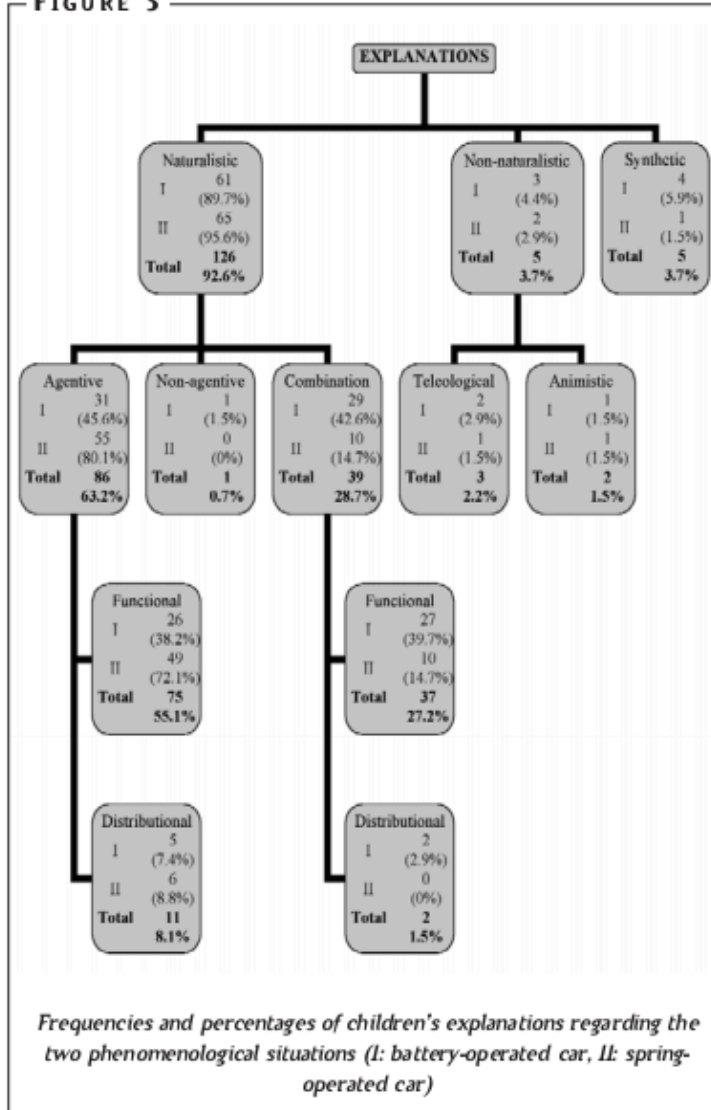 FIGURE 5
EXPLANATIONS
Naturalistic
I 61
(89.7%)
II 65
(95.6%)
Total 126
92.6%
Non-naturalistic
I 3
(4.4%)
II 2
(2.9%)
Total 5
3.7%
Synthetic
I 4
(5.9%)
II 1
(1.5%)
Total 5
3.7%
Agentive
I 31
(45.6%)
II 55
(80.1%)
Total 86
63.2%
Non-agentive
I 1
(1.5%)
II 0
(0%)
Total 1
0.7%
Combination
I 29
(42.6%)
II 10
(14.7%)
Total 39
28.7%
Teleological
I 2
(2.9%)
II 1
(1.5%)
Total 3
2.2%
Animistic
I 1
(1.5%)
II 1
(1.5%)
Total 2
1.5%
Functional
I 26
(38.2%)
II 49
(72.1%)
Total 75
55.1%
Functional
I 27
(39.7%)
II 10
(14.7%)
Total 37
27.2%
Distributional
I 5
(7.4%)
II 6
(8.8%)
Total 11
8.1%
Distributional
I 2
(2.9%)
II 0
(0%)
Total 2
1.5%
Frequencies and percentages of children's explanations regarding the
two phenomenological situations (I: battery-operated car, II: spring-
operated car)